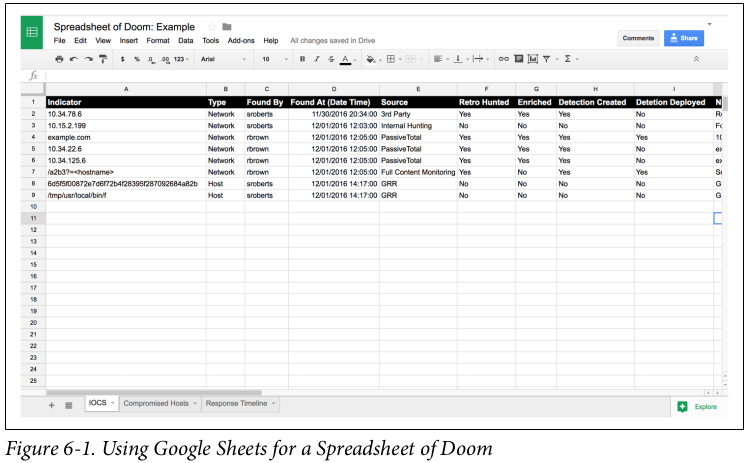 Spreadsheet of Doom: Example
File Edit View Insert Format Data Tools Add-ons Help All changes saved in Drive
Comments Share
$ % .0 .00 123 Arial 10 B I S A
fx
A B C D E F G H I
1 Indicator Type Found By Found At (Date Time) Source Retro Hunted Enriched Detection Created Detetion Deployed N
2 10.34.78.6 Network sroberts 11/30/2016 20:34:00 3rd Party Yes Yes Yes No
3 10.15.2.199 Network sroberts 12/01/2016 12:03:00 Internal Hunting No No Yes No
4 example.com Network rbrown 12/01/2016 12:05:00 PassiveTotal Yes Yes Yes Yes
5 10.34.22.6 Network rbrown 12/01/2016 12:05:00 PassiveTotal Yes Yes Yes No
6 10.34.125.6 Network rbrown 12/01/2016 12:05:00 PassiveTotal Yes Yes Yes No
7 /a2b3?=<hostname> Network rbrown 12/01/2016 12:05:00 Full Content Monitoring Yes No Yes Yes
8 6d5f5f00872e7d6f72b4f28395f287092684a82b Host sroberts 12/01/2016 14:17:00 GRR No No No No G
9 /tmp/usr/local/bin/f Host sroberts 12/01/2016 14:17:00 GRR No No No No G
10
11
12
13
14
15
16
17
18
19
20
21
22
23
24
25
IOCS Compromised Hosts Response Timeline Explore
Figure 6-1. Using Google Sheets for a Spreadsheet of Doom